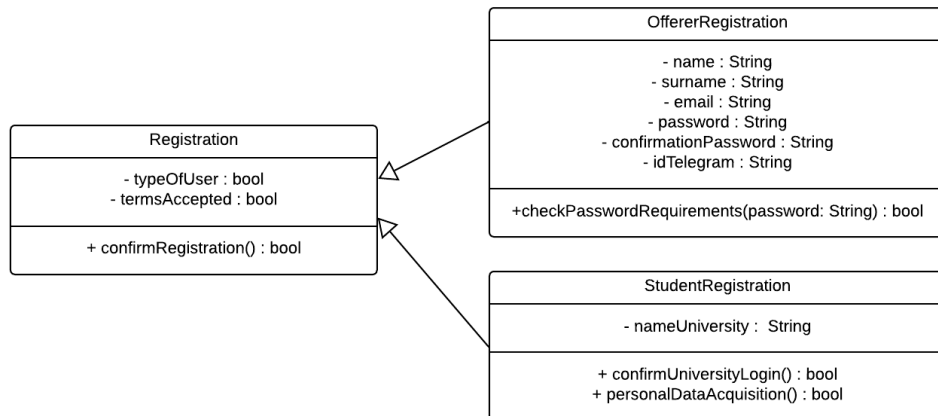 Registration
- typeOfUser : bool
- termsAccepted : bool
+ confirmRegistration() : bool
OffererRegistration
- name : String
- surname : String
- email : String
- password : String
- confirmationPassword : String
- idTelegram : String
+checkPasswordRequirements(password: String) : bool
StudentRegistration
- nameUniversity :  String
+ confirmUniversityLogin() : bool
+ personalDataAcquisition() : bool